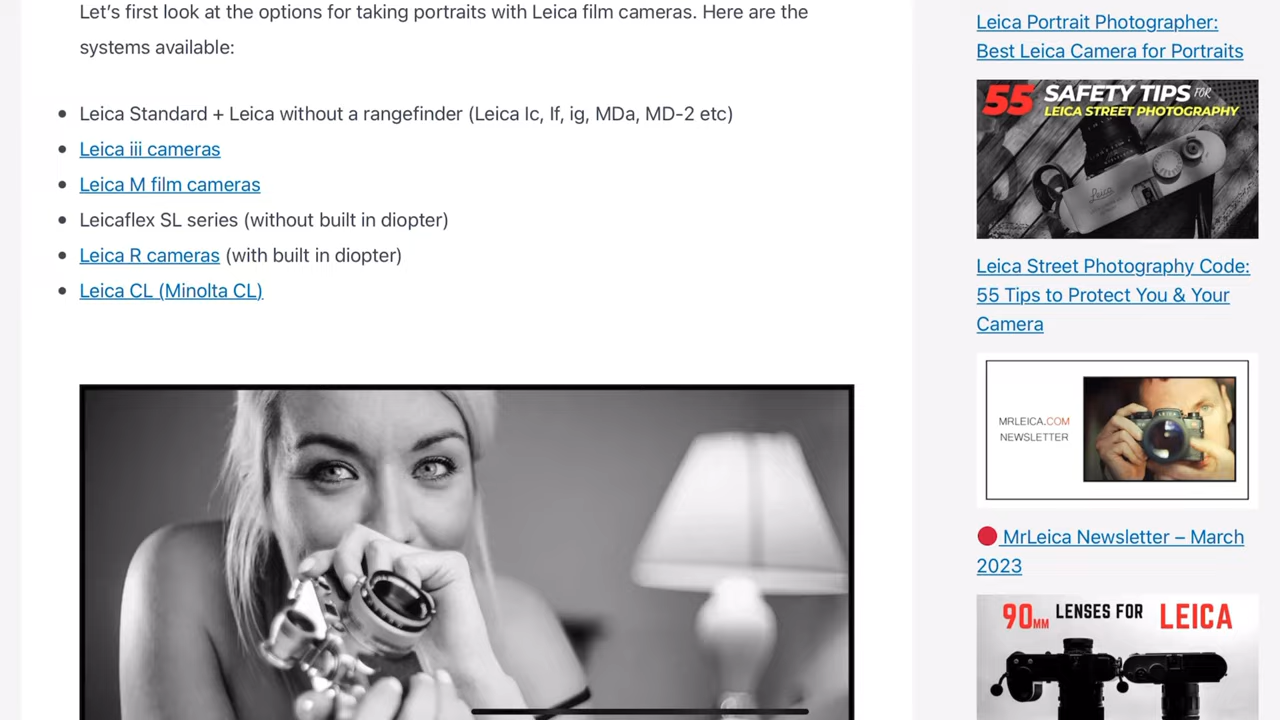 Let’s first look at the options for taking portraits with Leica film cameras. Here are the
systems available:
Leica Standard + Leica without a rangefinder (Leica Ic, If, ig, MDa, MD-2 etc)
Leica iii cameras
Leica M film cameras
Leicaflex SL series (without built in diopter)
Leica R cameras (with built in diopter)
Leica CL (Minolta CL)
Leica Portrait Photographer:
Best Leica Camera for Portraits
55 SAFETY TIPS FOR
LEICA STREET PHOTOGRAPHY
Leica
Leica Street Photography Code:
55 Tips to Protect You & Your
Camera
MRLEICA.COM
NEWSLETTER
LEICA
MrLeica Newsletter – March
2023
90MM LENSES FOR LEICA